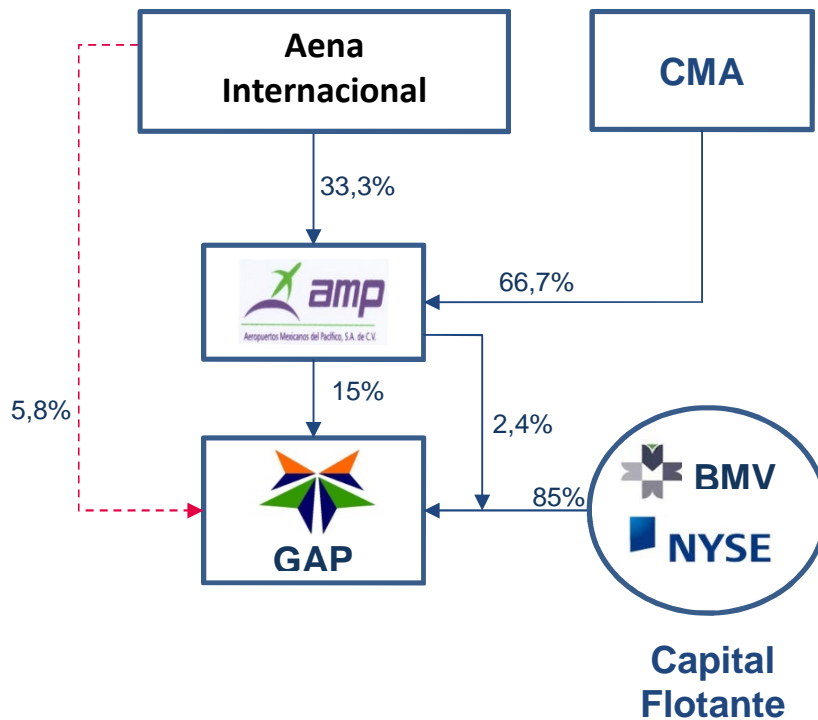 Aena
Internacional
CMA
33,3%
amp
Aeropuertos Mexicanos del Pacífico, S.A. de C.V.
66,7%
5,8%
15%
2,4%
GAP
85%
BMV
NYSE
Capital
Flotante